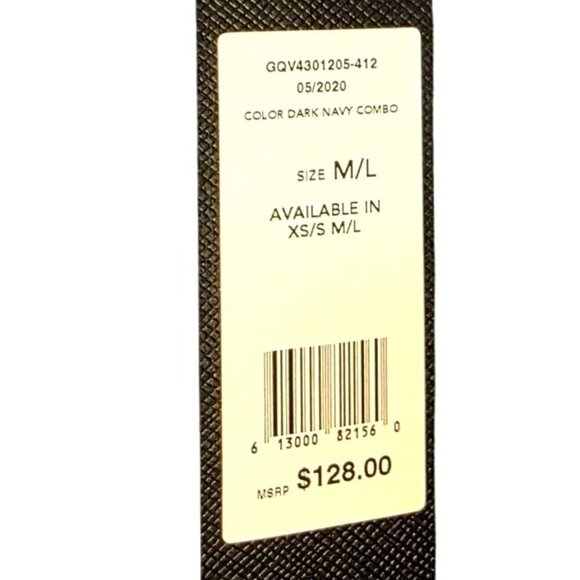 GQV4301205-412
05/2020
COLOR DARK NAVY COMBO
SIZE M/L
AVAILABLE IN
XS/S M/L
6 13000 82156 0
MSRP $128.00